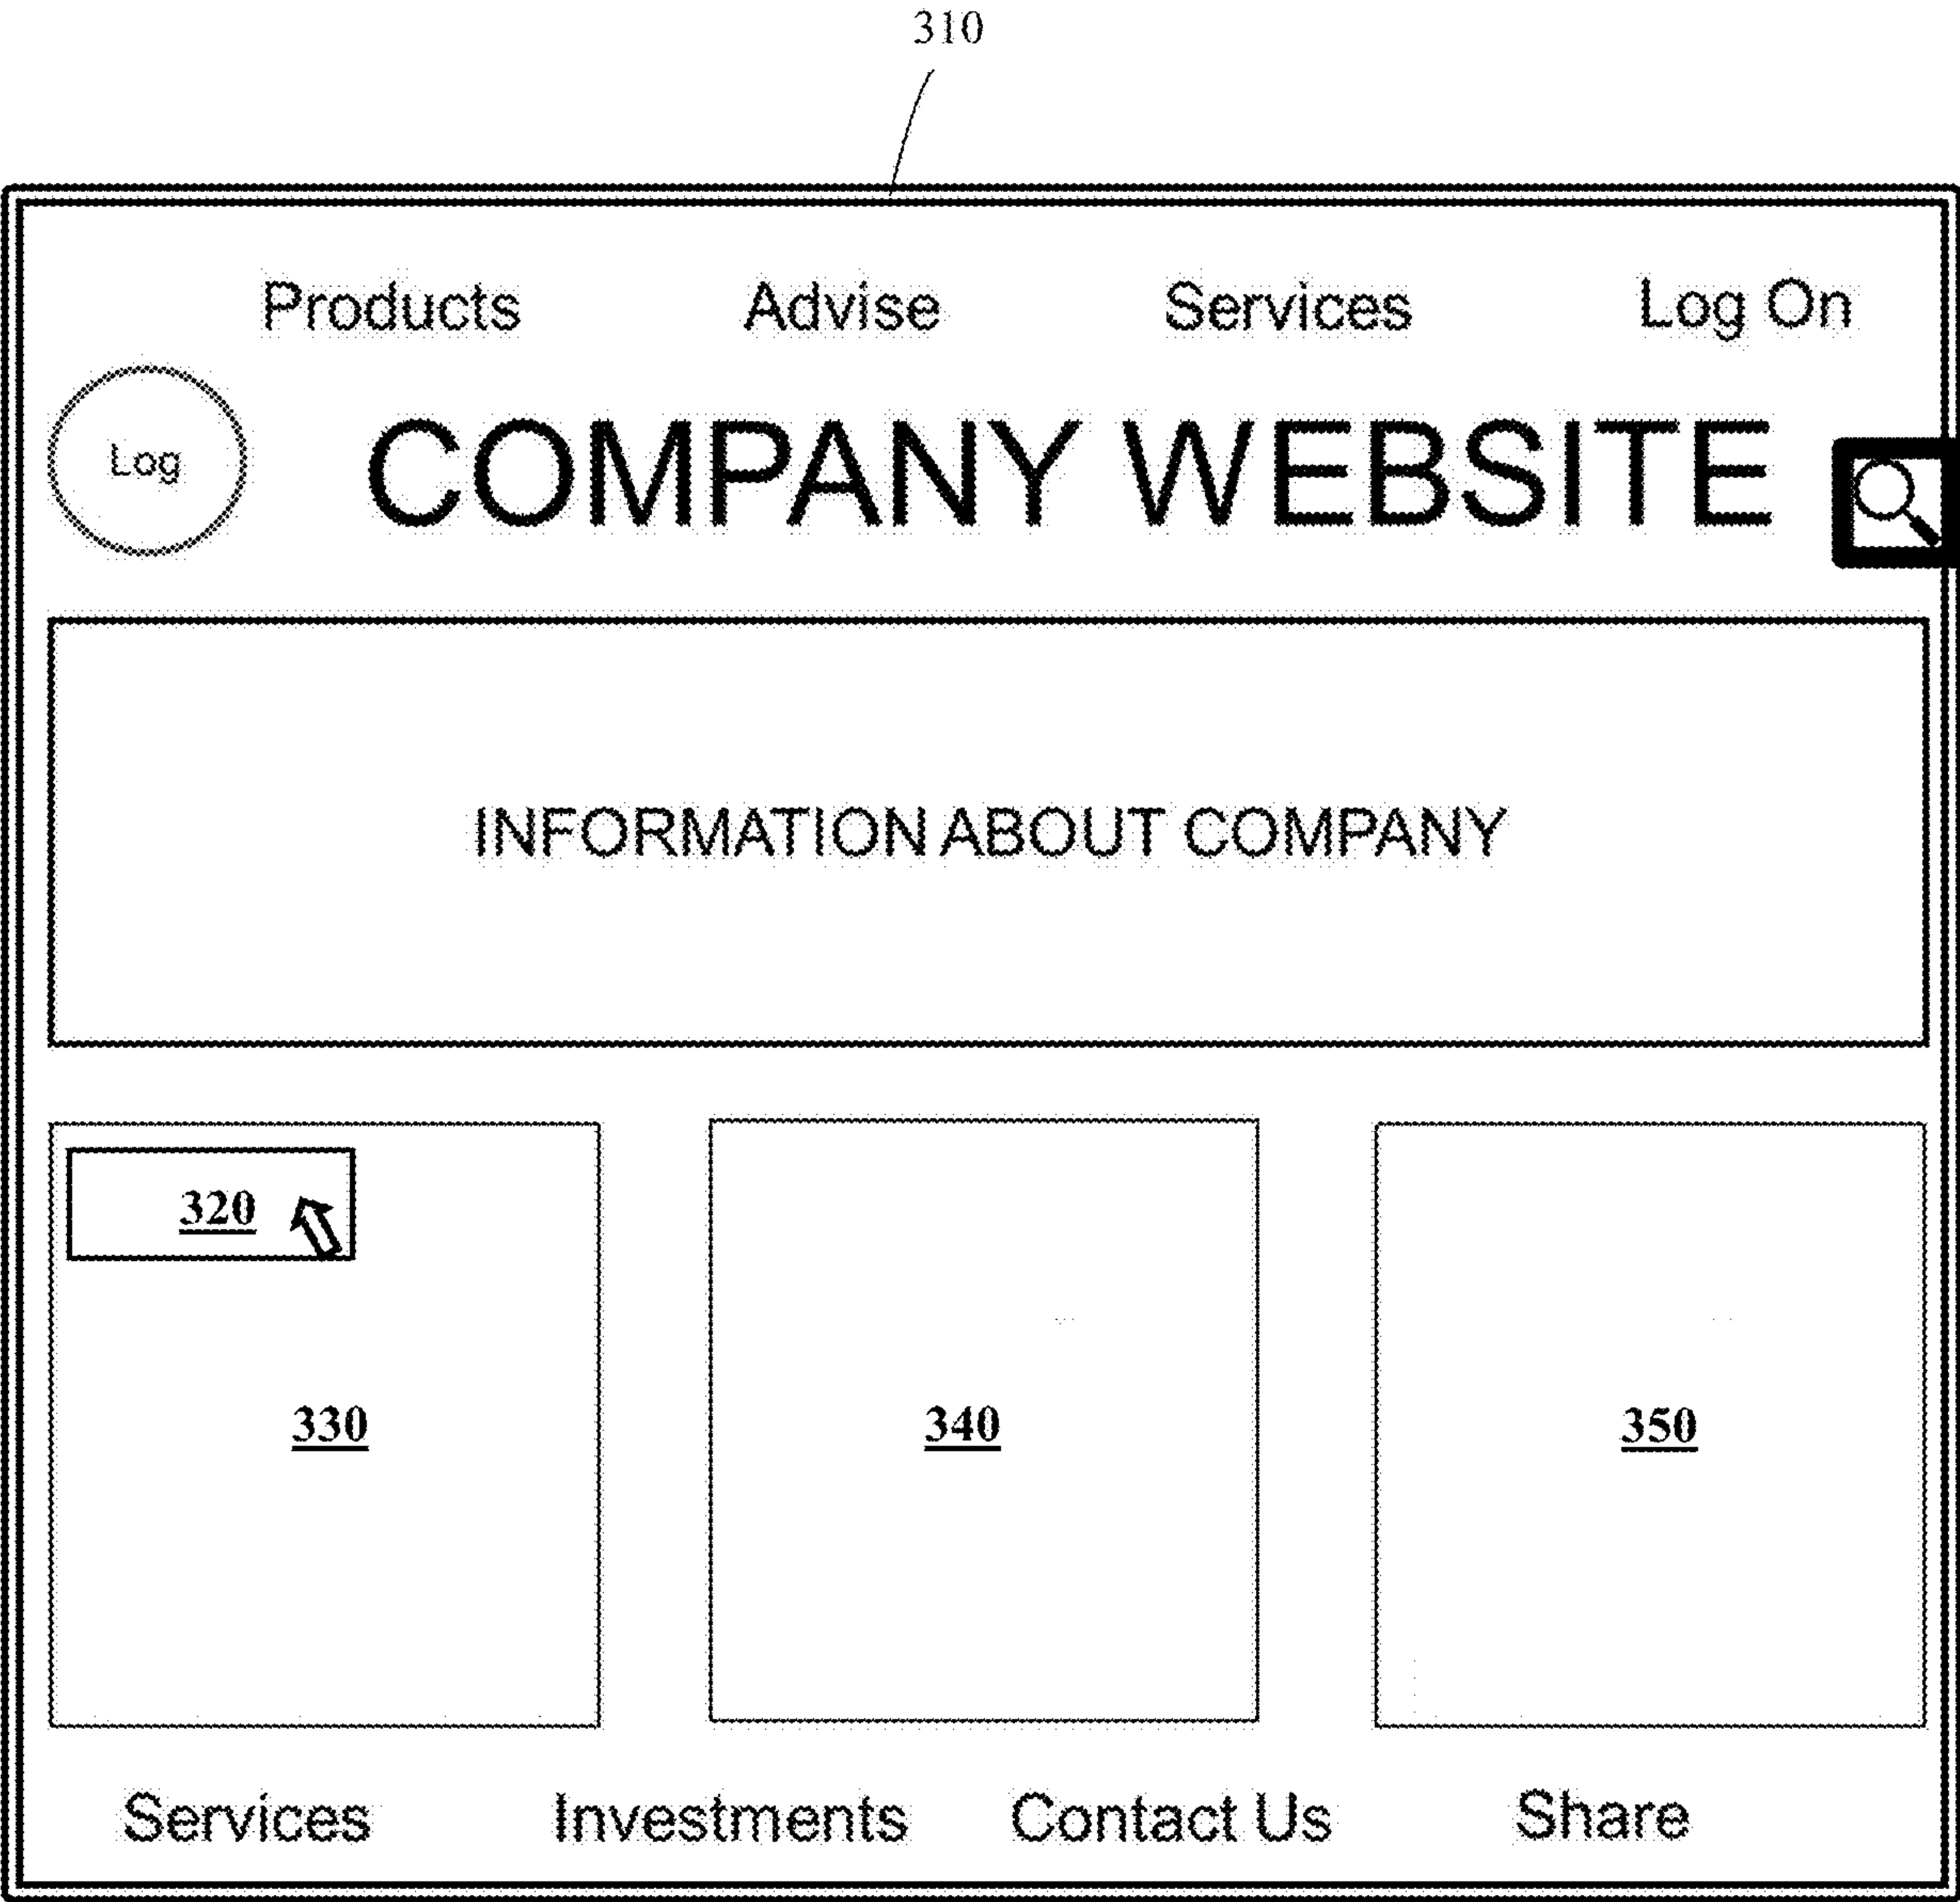 310
Products Advise Services Log On
Log COMPANY WEBSITE
INFORMATION ABOUT COMPANY
320
330 340 350
Services Investments Contact Us Share